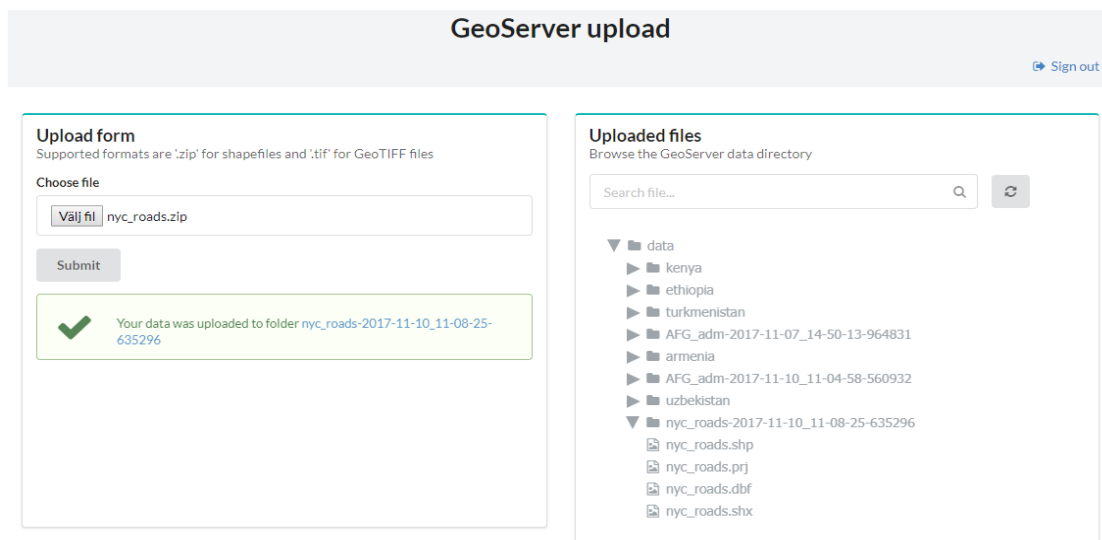 GeoServer upload
Sign out
Upload form
Supported formats are '.zip' for shapefiles and '.tif' for GeoTIFF files
Choose file
Välj fil nyc_roads.zip
Submit
Your data was uploaded to folder nyc_roads-2017-11-10_11-08-25-
635296
Uploaded files
Browse the GeoServer data directory
Search file...
data
kenya
ethiopia
turkmenistan
AFG_adm-2017-11-07_14-50-13-964831
armenia
AFG_adm-2017-11-10_11-04-58-560932
uzbekistan
nyc_roads-2017-11-10_11-08-25-635296
nyc_roads.shp
nyc_roads.prj
nyc_roads.dbf
nyc_roads.shx